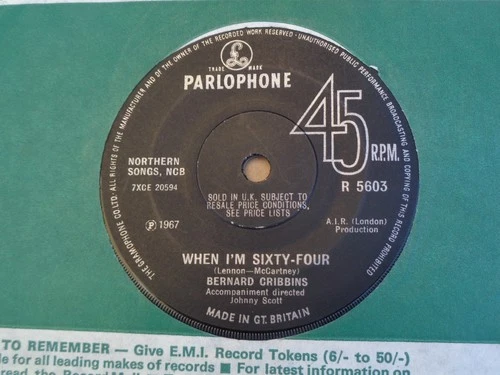 THE GRAMOPHONE CO. LTD. ALL RIGHTS OF THE MANUFACTURER AND OF THE OWNER OF THE RECORDED WORK RESERVED · UNAUTHORISED PUBLIC PERFORMANCE BROADCASTING AND COPYING OF THIS RECORD PROHIBITED
£
TRADE MARK
PARLOPHONE
45 R.P.M.
NORTHERN SONGS, NCB
7XCE 20594
R 5603
SOLD IN U.K. SUBJECT TO
RESALE PRICE CONDITIONS,
SEE PRICE LISTS
Ⓟ 1967
A.I.R. (London)
Production
WHEN I'M SIXTY-FOUR
(Lennon—McCartney)
BERNARD CRIBBINS
Accompaniment directed
Johnny Scott
MADE IN GT. BRITAIN
TO REMEMBER — Give E.M.I. Record Tokens (6/- to 50/-)
for all leading makes of records ■ For latest information on